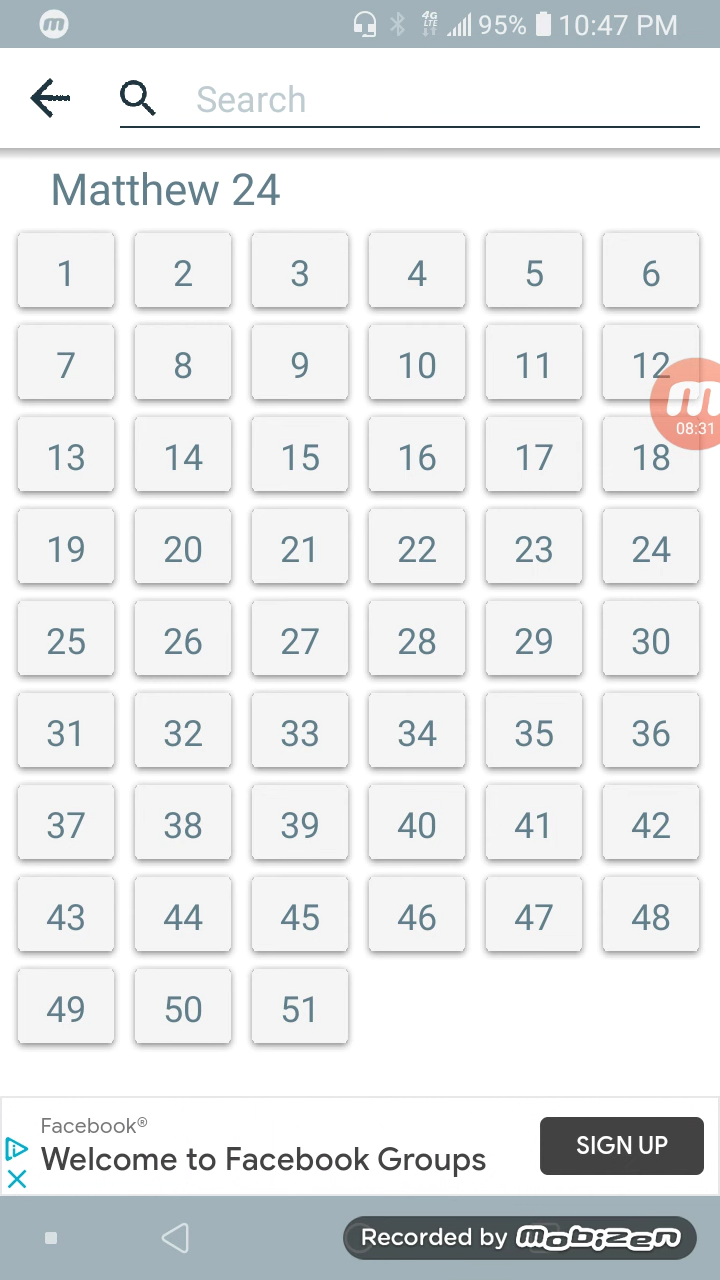 m 4G LTE 95% 10:47 PM
Search
Matthew 24
1 2 3 4 5 6
7 8 9 10 11 12
m
08:31
13 14 15 16 17 18
19 20 21 22 23 24
25 26 27 28 29 30
31 32 33 34 35 36
37 38 39 40 41 42
43 44 45 46 47 48
49 50 51
Facebook®
Welcome to Facebook Groups
SIGN UP
Recorded by mobizen